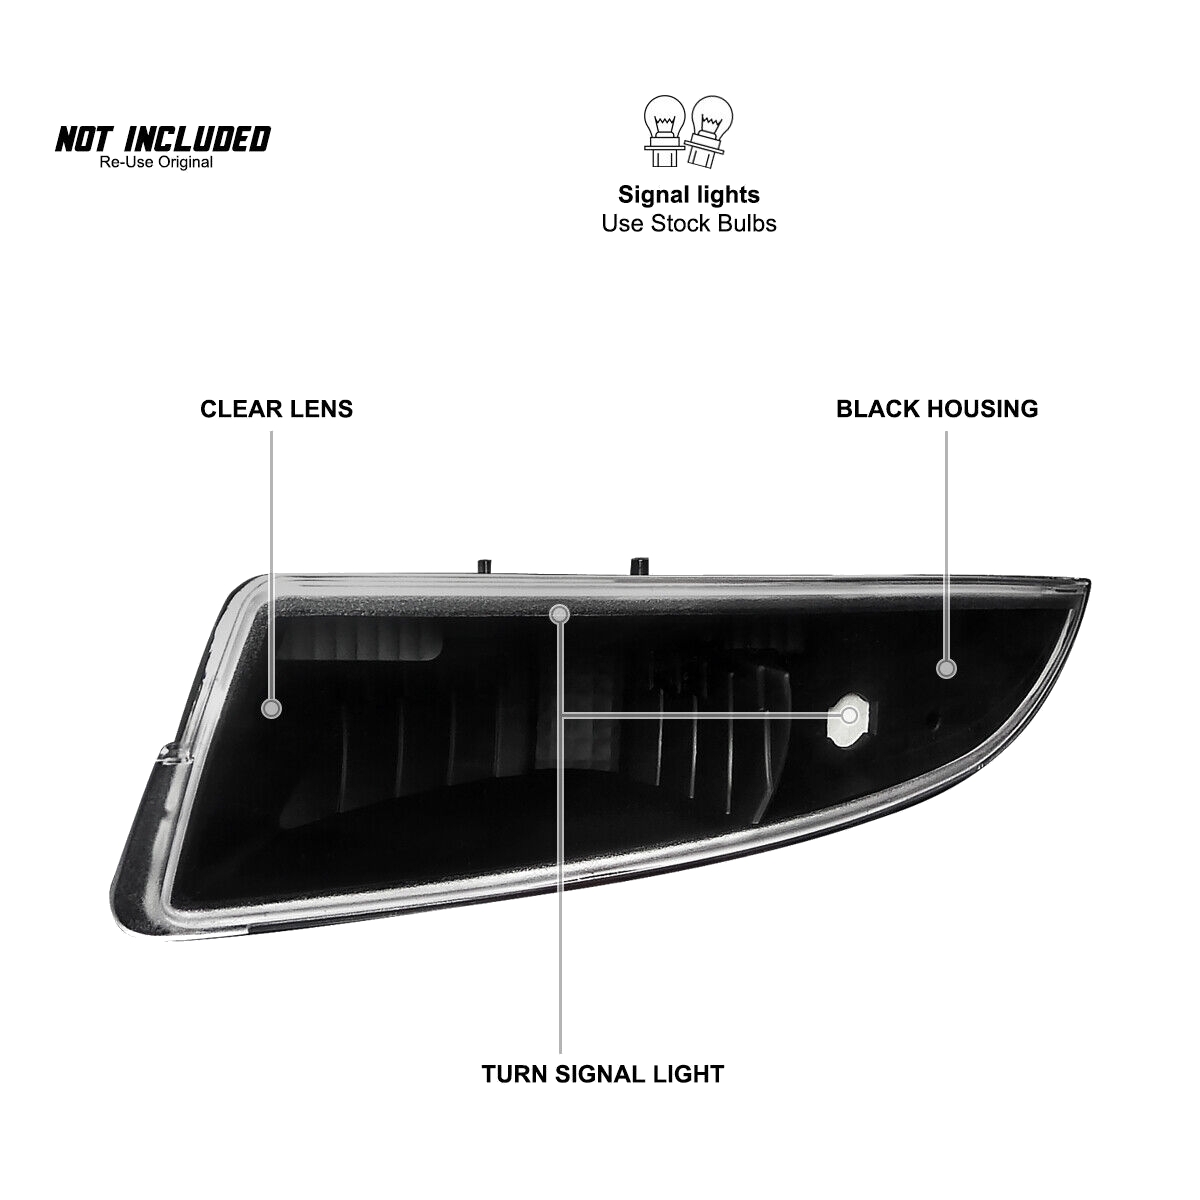 NOT INCLUDED
Re-Use Original
Signal lights
Use Stock Bulbs
CLEAR LENS
BLACK HOUSING
TURN SIGNAL LIGHT